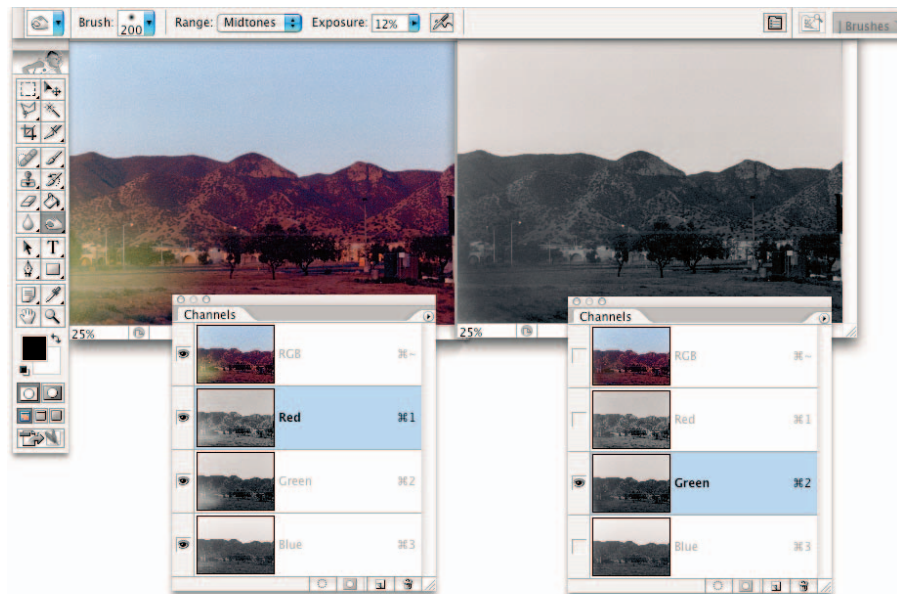 Brush: 200 Range: Midtones Exposure: 12% Brushes
T
25% 25%
Channels
RGB ⌘~
Red ⌘1
Green ⌘2
Blue ⌘3
Channels
RGB ⌘~
Red ⌘1
Green ⌘2
Blue ⌘3